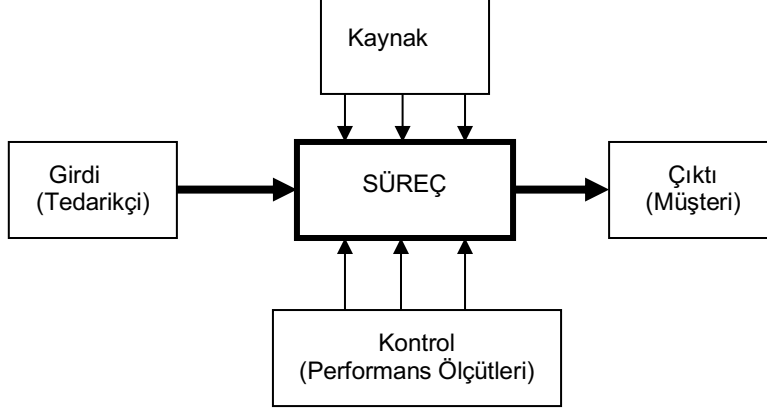 Kaynak
Girdi
(Tedarikçi)
SÜREÇ
Çıktı
(Müşteri)
Kontrol
(Performans Ölçütleri)